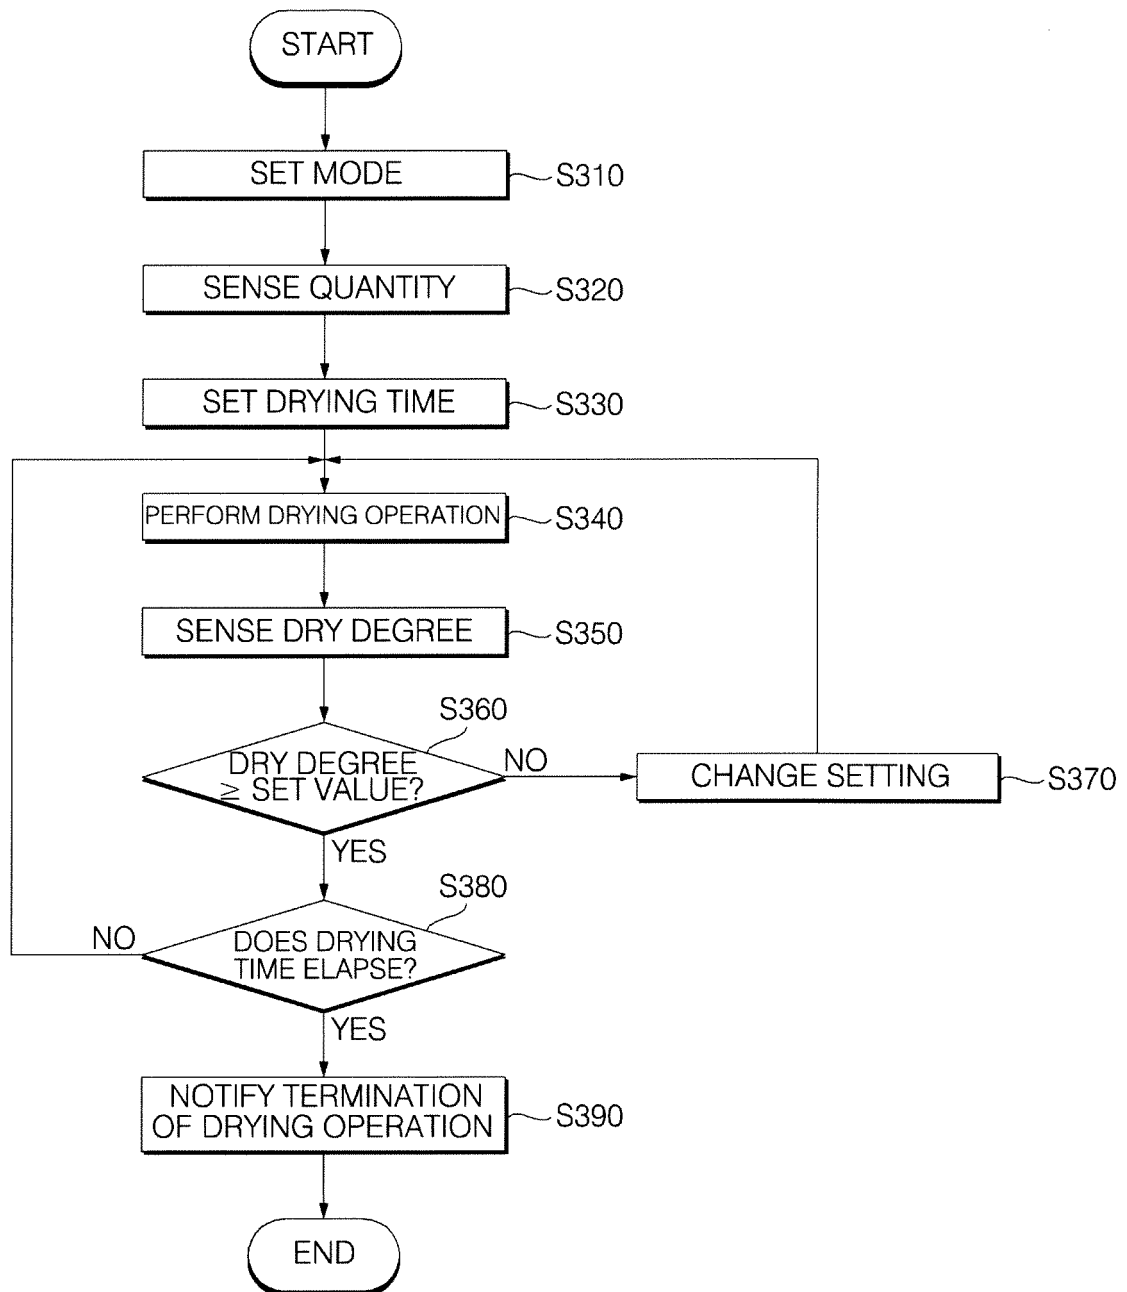 START
SET MODE
S310
SENSE QUANTITY
S320
SET DRYING TIME
S330
PERFORM DRYING OPERATION
S340
SENSE DRY DEGREE
S350
S360
DRY DEGREE
≥ SET VALUE?
NO
CHANGE SETTING
S370
YES
S380
NO
DOES DRYING
TIME ELAPSE?
YES
NOTIFY TERMINATION
OF DRYING OPERATION
S390
END